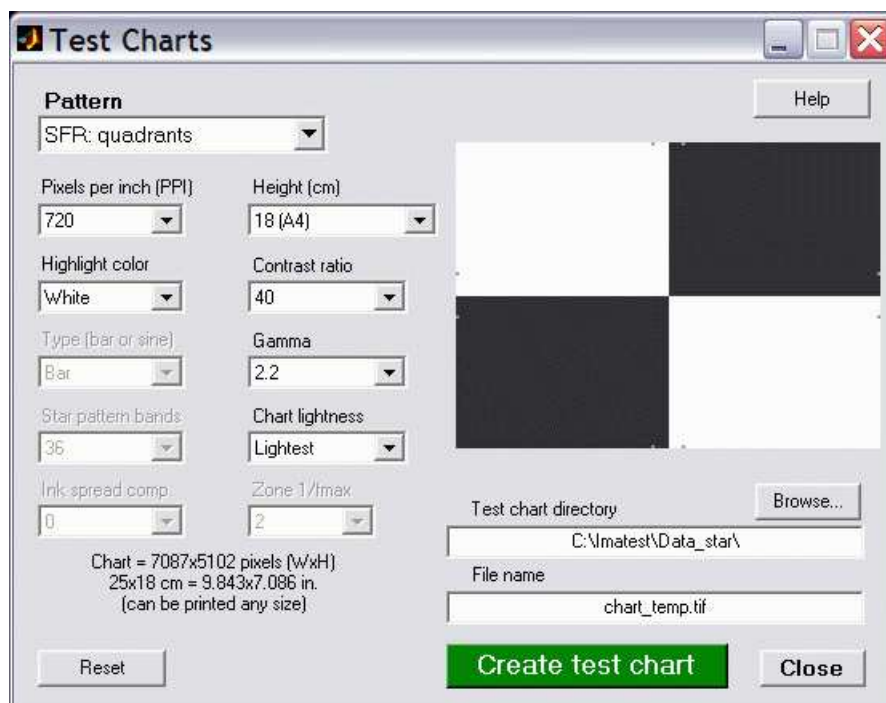 Test Charts
Pattern
Help
SFR: quadrants
Pixels per inch (PPI)
Height (cm)
720
18 (A4)
Highlight color
Contrast ratio
White
40
Type (bar or sine)
Gamma
Bar
2.2
Star pattern bands
Chart lightness
36
Lightest
Ink spread comp
Zone 1/fmax
0
2
Test chart directory
Browse...
C:\Imatest\Data_star\
Chart = 7087x5102 pixels (WxH)
25x18 cm = 9.843x7.086 in.
(can be printed any size)
File name
chart_temp.tif
Reset
Create test chart
Close